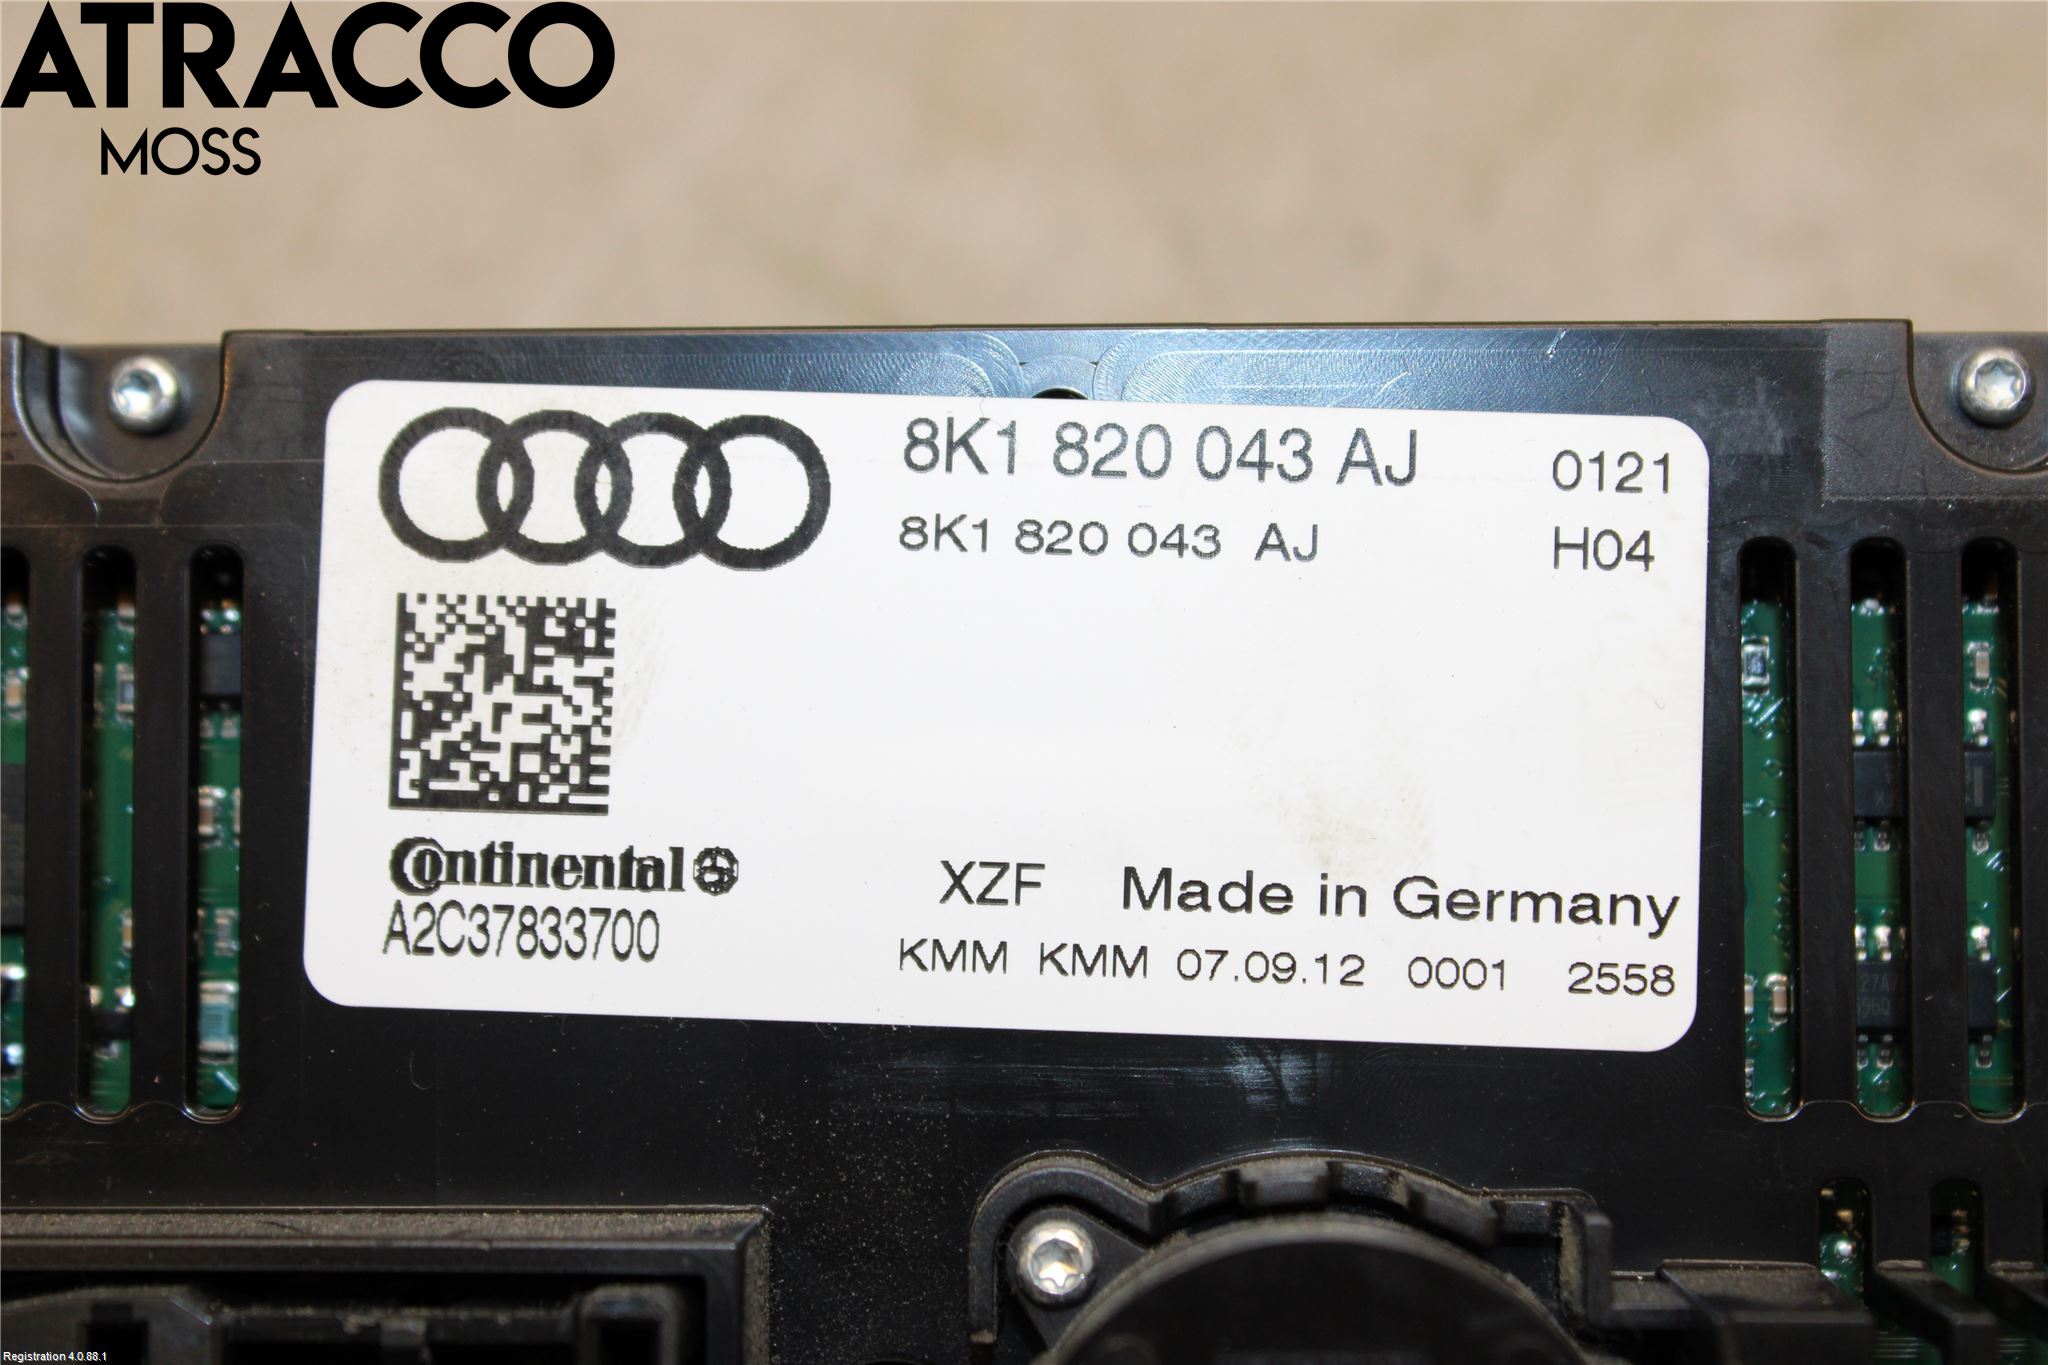 ATRACCO
MOSS
8K1 820 043 AJ 0121
8K1 820 043 AJ H04
Continental
A2C37833700
XZF Made in Germany
KMM KMM 07.09.12 0001 2558
27A
Registration 4.0.88.1